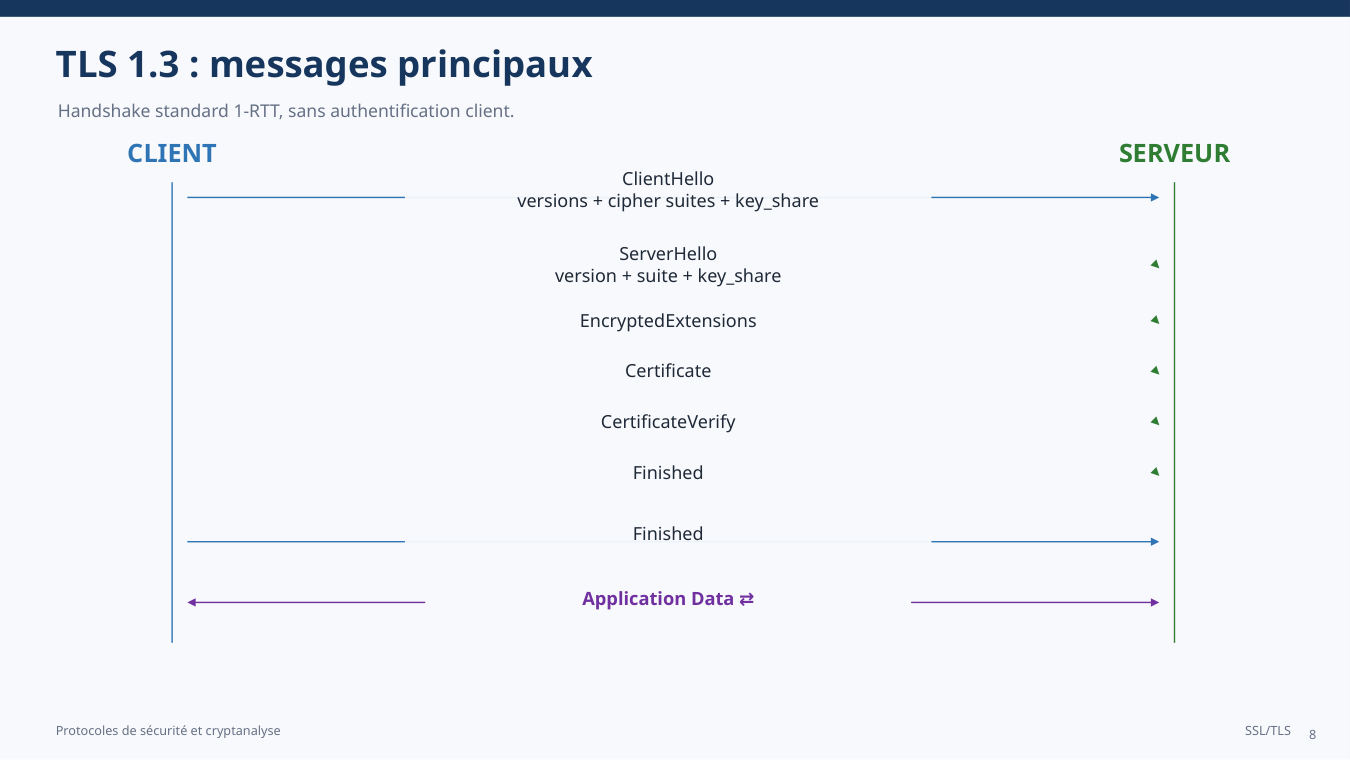 TLS 1.3 : messages principaux
Handshake standard 1-RTT, sans authentification client.
CLIENT
SERVEUR
ClientHello
versions + cipher suites + key_share
ServerHello
version + suite + key_share
EncryptedExtensions
Certificate
CertificateVerify
Finished
Finished
Application Data ⇄
Protocoles de sécurité et cryptanalyse
SSL/TLS
8